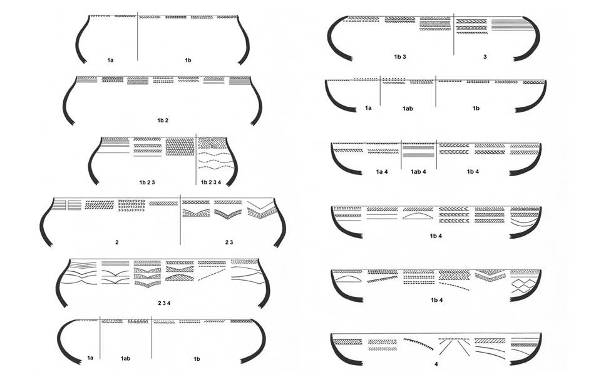 1a 1b
1b 2
1b 2 3 1b 2 3 4
2 2 3
2 3 4
1a 1ab 1b
1b 3 3
1a 1ab 1b
1a 4 1ab 4 1b 4
1b 4
1b 4
4